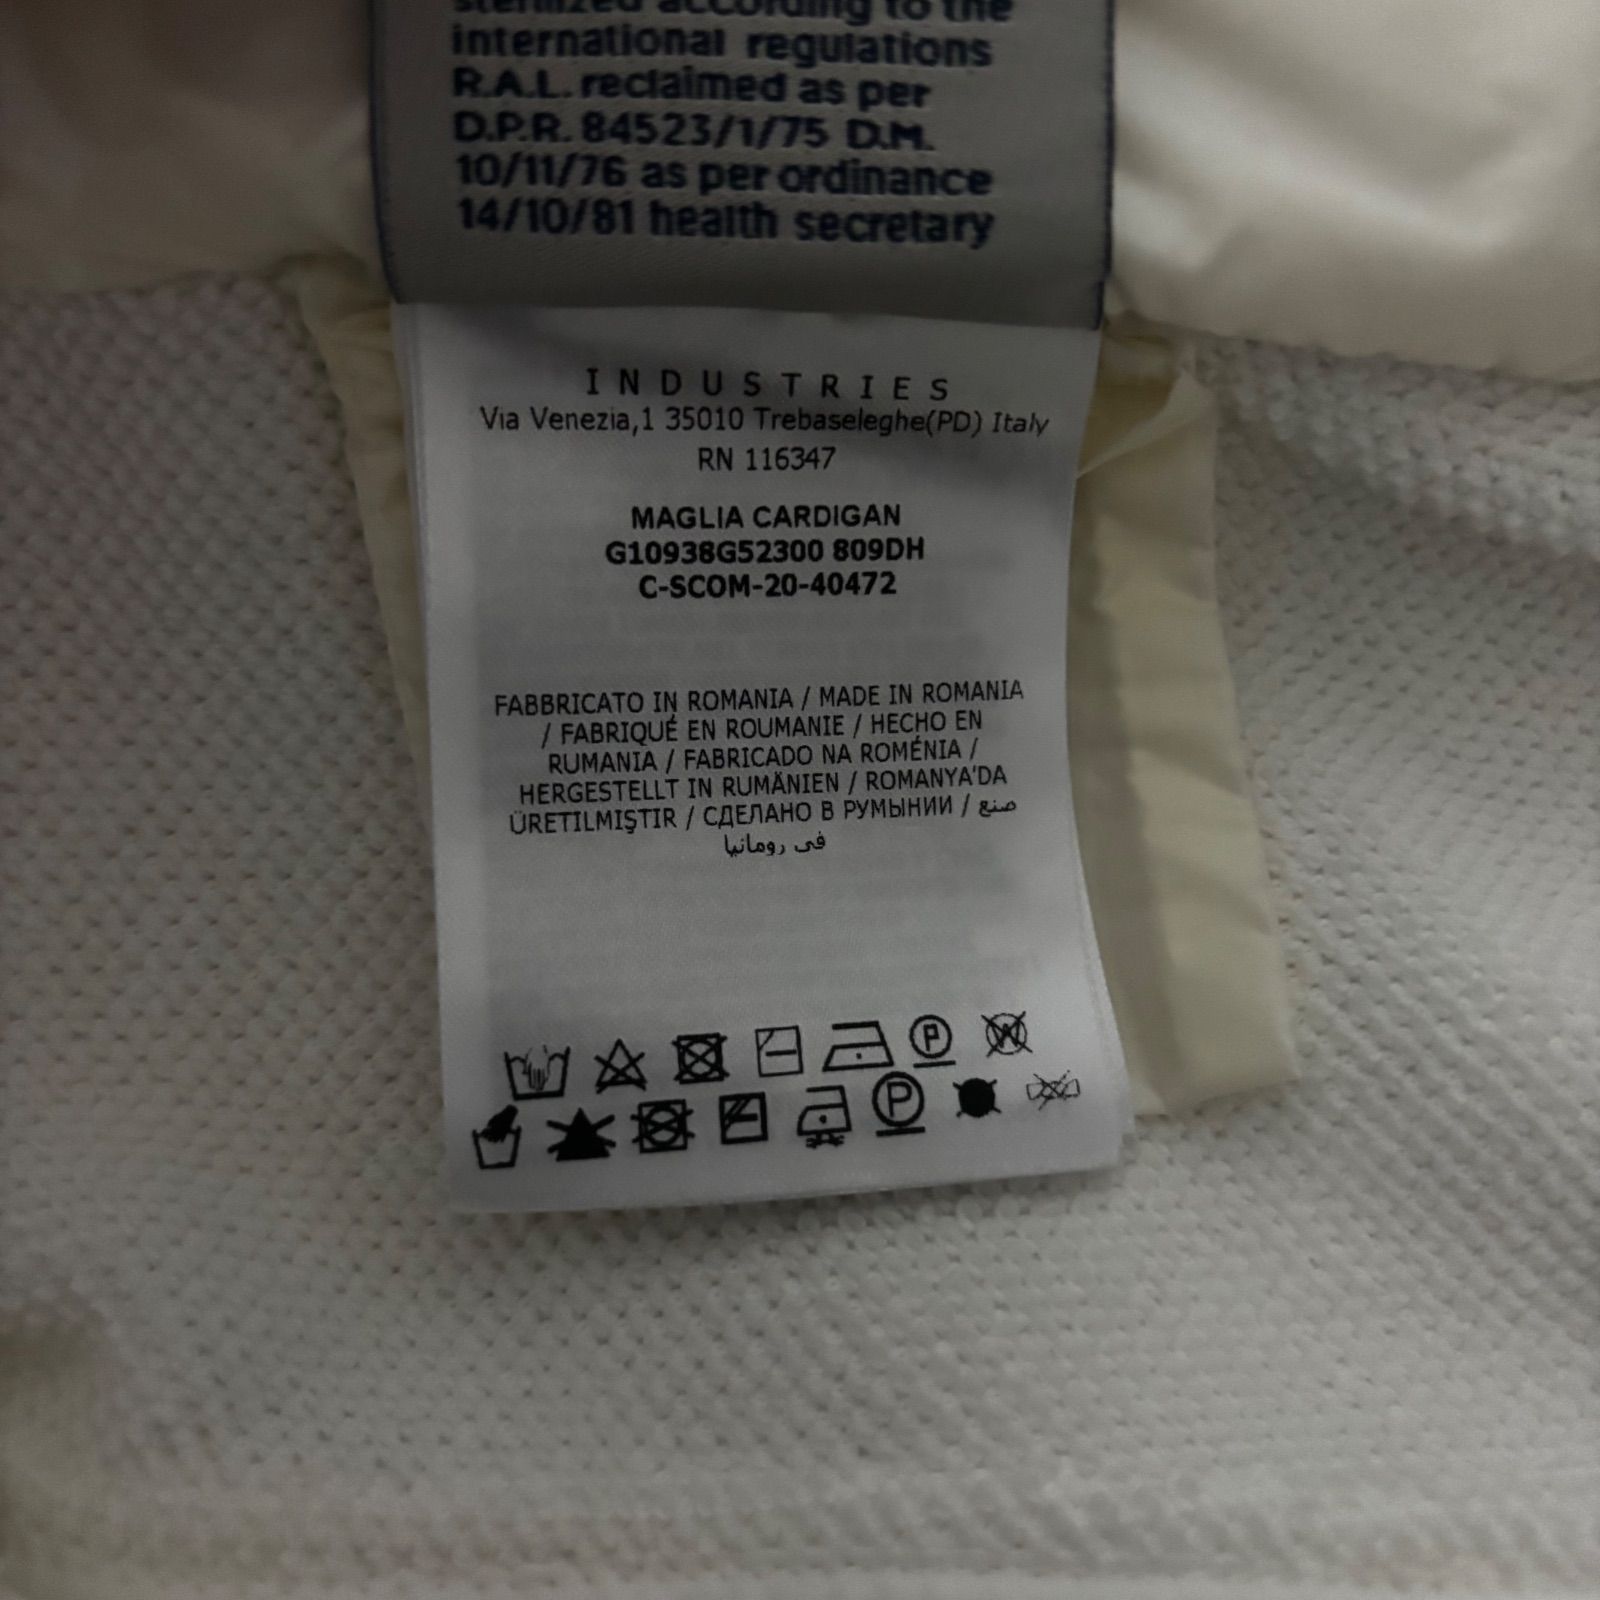 sterilized according to the
international regulations
R.A.L. reclaimed as per
D.P.R. 84523/1/75 D.M.
10/11/76 as per ordinance
14/10/81 health secretary
INDUSTRIES
Via Venezia,1 35010 Trebaseleghe(PD) Italy
RN 116347
MAGLIA CARDIGAN
G10938G52300 809DH
C-SCOM-20-40472
FABBRICATO IN ROMANIA / MADE IN ROMANIA
/ FABRIQUÉ EN ROUMANIE / HECHO EN
RUMANIA / FABRICADO NA ROMÉNIA /
HERGESTELLT IN RUMÄNIEN / ROMANYA'DA
ÜRETILMIŞTIR / СДЕЛАНО В РУМЫНИИ / صنع
في رومانيا
P W
P